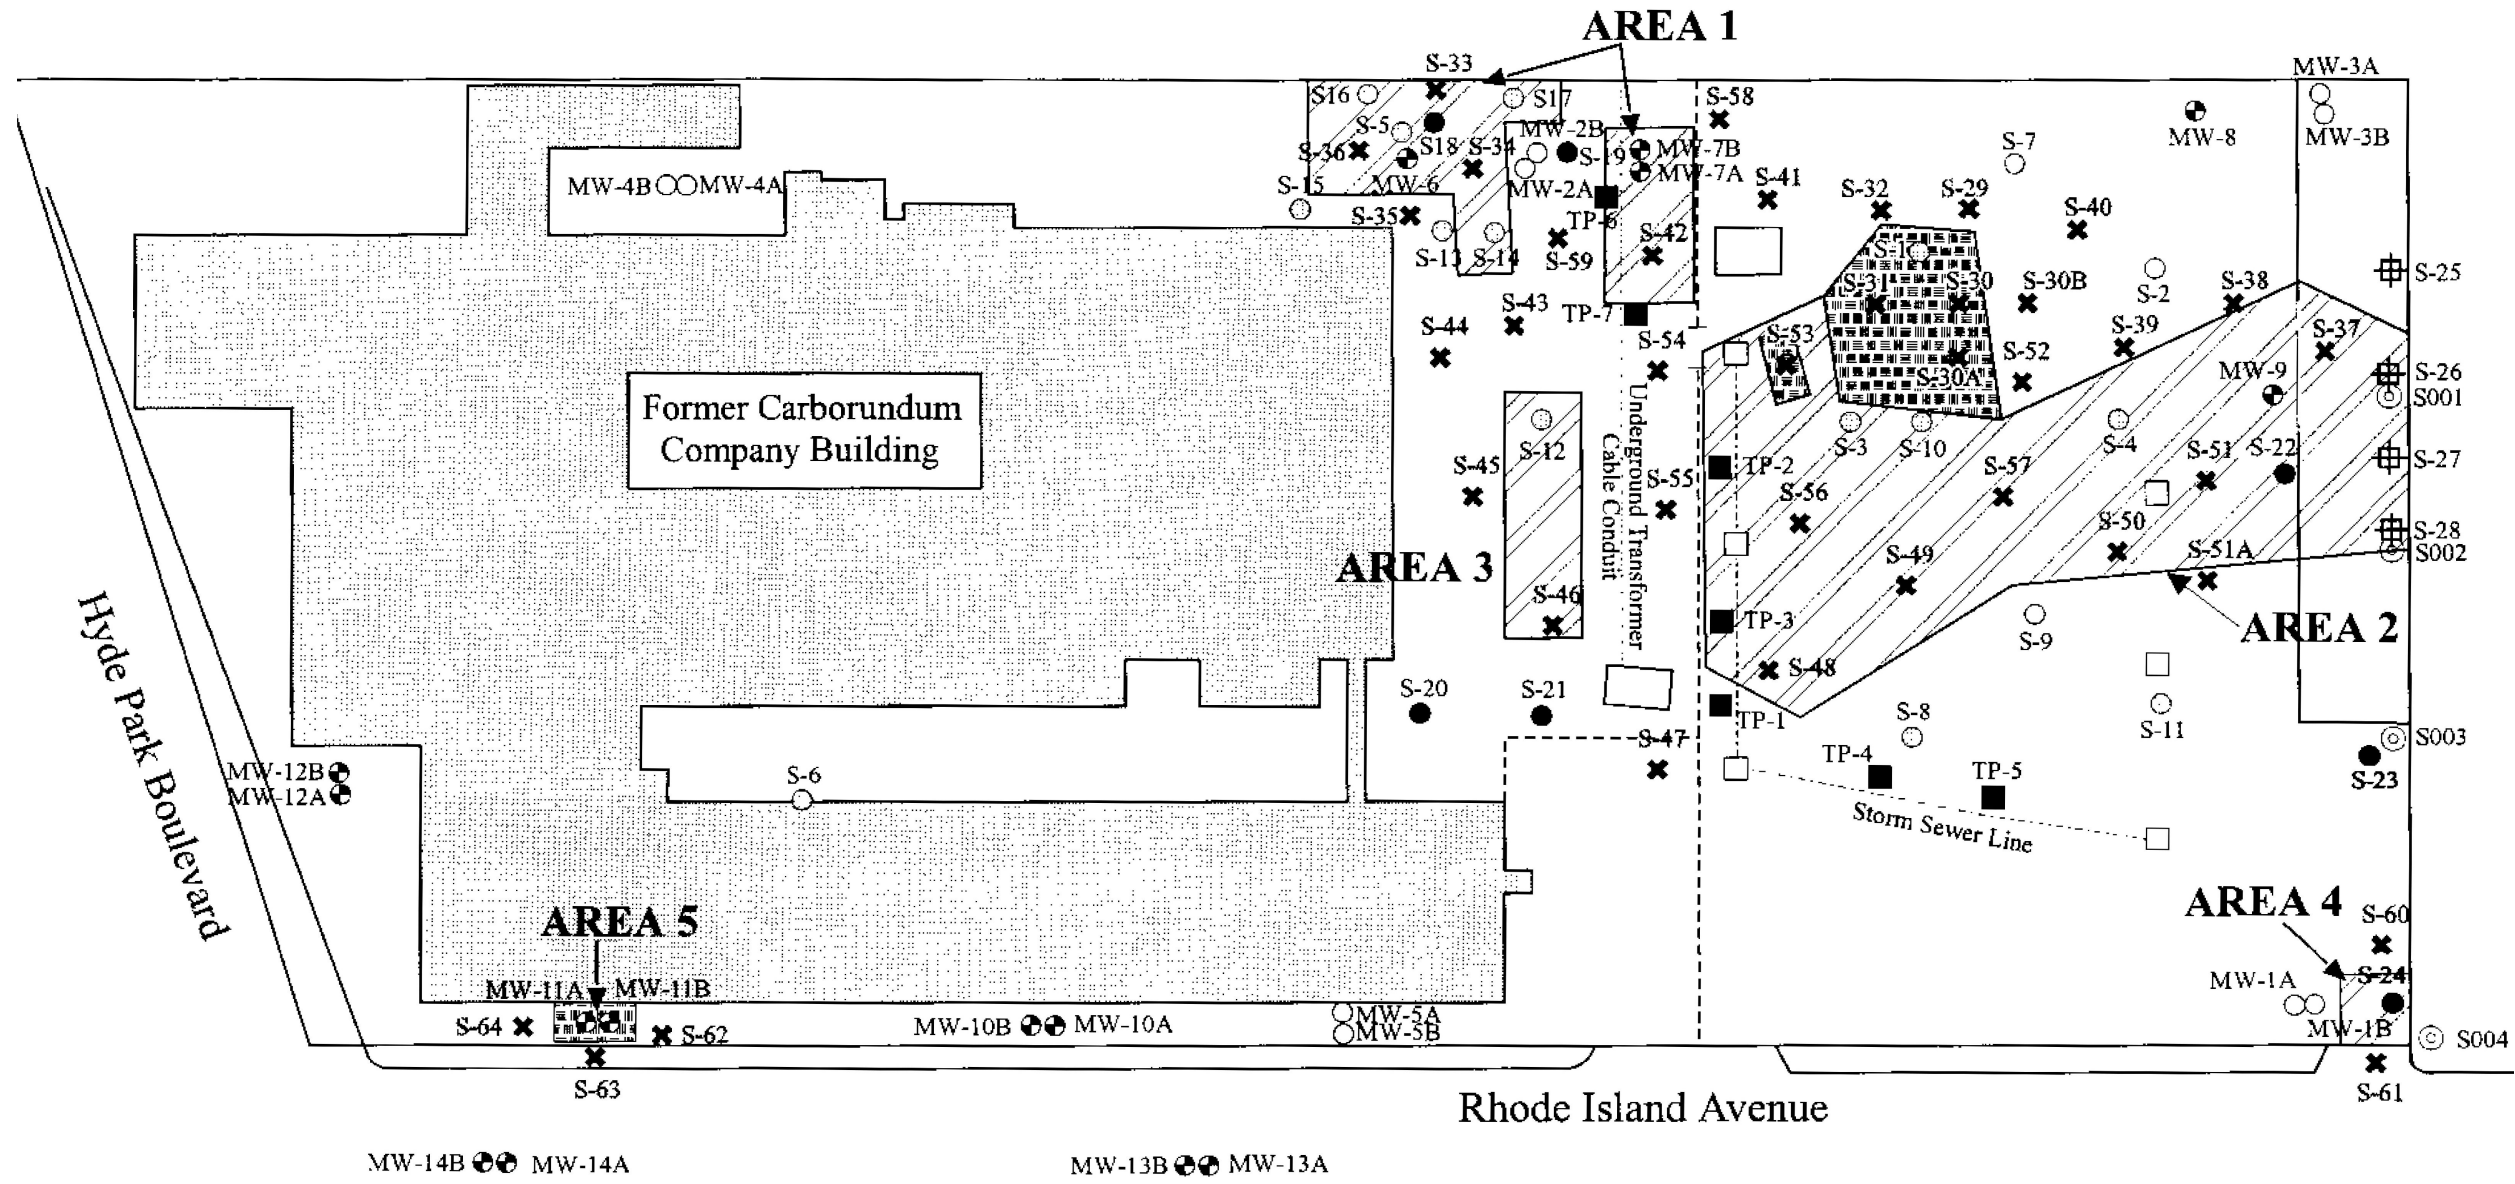 AREA 1
S-33
MW-3A
S16
S17
S-58
S-5
MW-2B
S-7
MW-8
MW-3B
S-36
S18
S-34
S-19
MW-7B
MW-4B
MW-4A
S-15
MW-6
MW-2A
MW-7A
S-41
S-32
S-29
S-40
S-35
TP-6
S-42
S-13
S-14
S-59
S-1
S-25
S-31
S-30
S-30B
S-2
S-38
S-44
S-43
TP-7
S-54
S-53
S-39
S-37
S-52
S-30A
MW-9
S-26
S001
Former Carborundum
Company Building
Underground Transformer
Cable Conduit
S-12
S-3
S-10
S-4
S-51
S-22
S-27
S-45
S-55
TP-2
S-57
S-56
S-50
S-28
S002
AREA 3
S-49
S-51A
S-46
TP-3
S-9
AREA 2
S-48
S-20
S-21
TP-1
S-8
S-11
S003
S-47
TP-4
TP-5
S-23
Hyde Park Boulevard
MW-12B
MW-12A
S-6
Storm Sewer Line
AREA 4
S-60
AREA 5
S-24
MW-11A
MW-11B
MW-1A
S-64
S-62
MW-10B
MW-10A
MW-5A
MW-5B
MW-1B
S004
S-63
S-61
Rhode Island Avenue
MW-14B
MW-14A
MW-13B
MW-13A